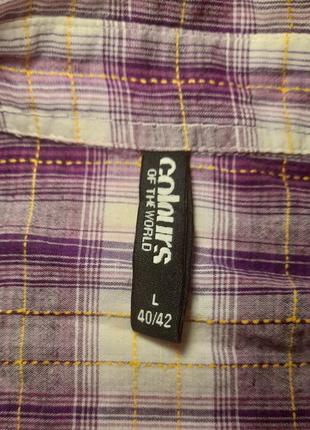 colours
OF THE WORLD
L
40/42